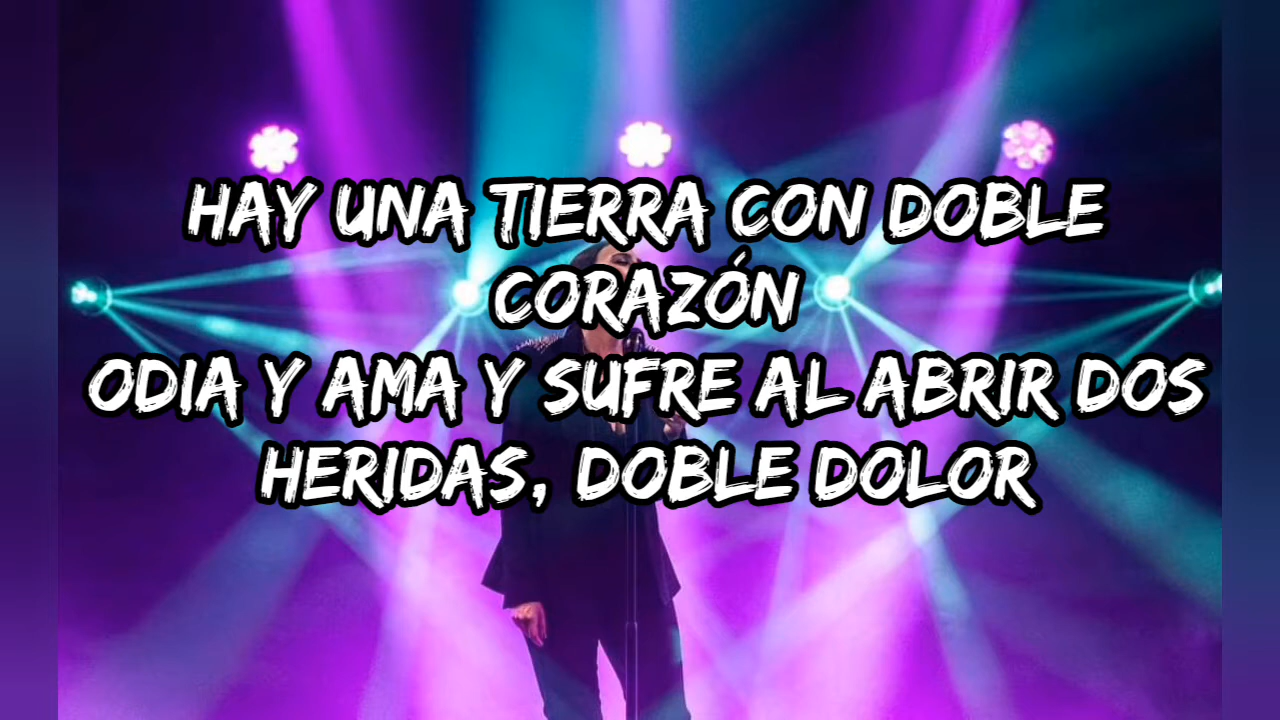 HAY UNA TIERRA CON DOBLE
CORAZÓN
ODIA Y AMA Y SUFRE AL ABRIR DOS
HERIDAS, DOBLE DOLOR